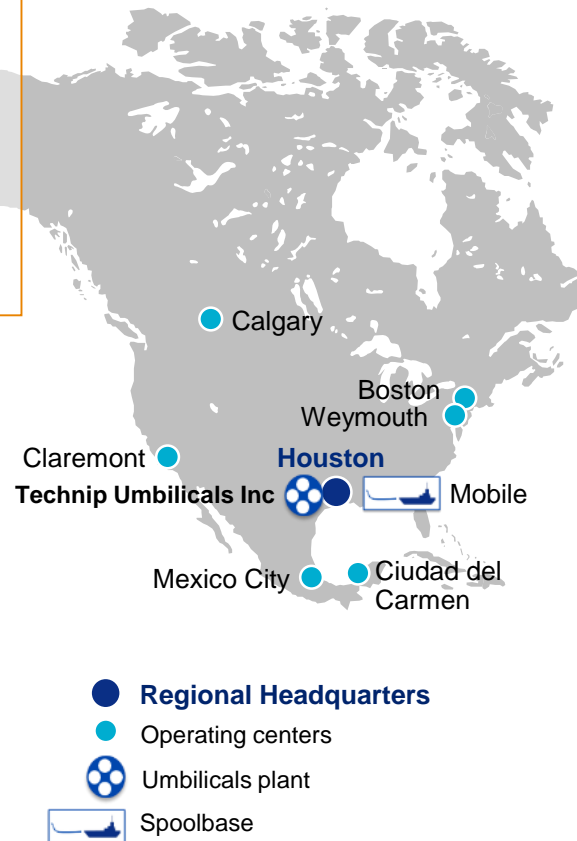 Calgary
Boston
Weymouth
Claremont
Houston
Technip Umbilicals Inc
Mobile
Mexico City
Ciudad del
Carmen
Regional Headquarters
Operating centers
Umbilicals plant
Spoolbase